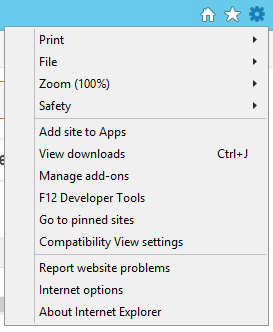 Print
File
Zoom (100%)
Safety
Add site to Apps
View downloads Ctrl+J
Manage add-ons
F12 Developer Tools
Go to pinned sites
Compatibility View settings
Report website problems
Internet options
About Internet Explorer